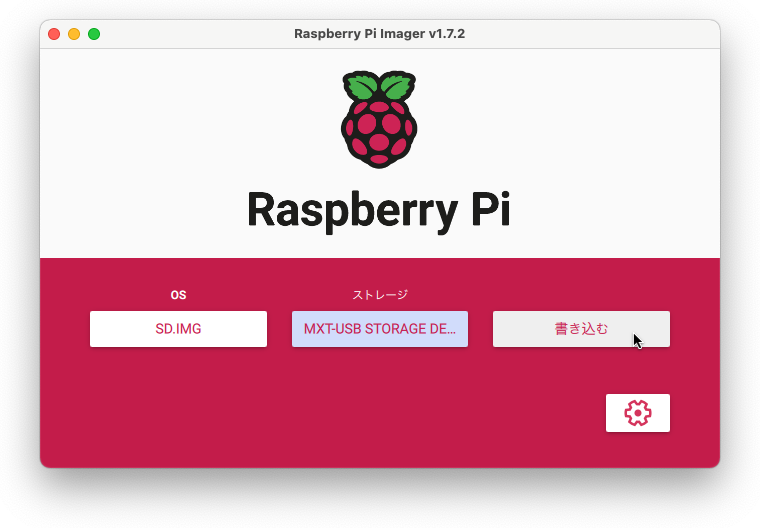 Raspberry Pi Imager v1.7.2
Raspberry Pi
OS
ストレージ
SD.IMG
MXT-USB STORAGE DE...
書き込む